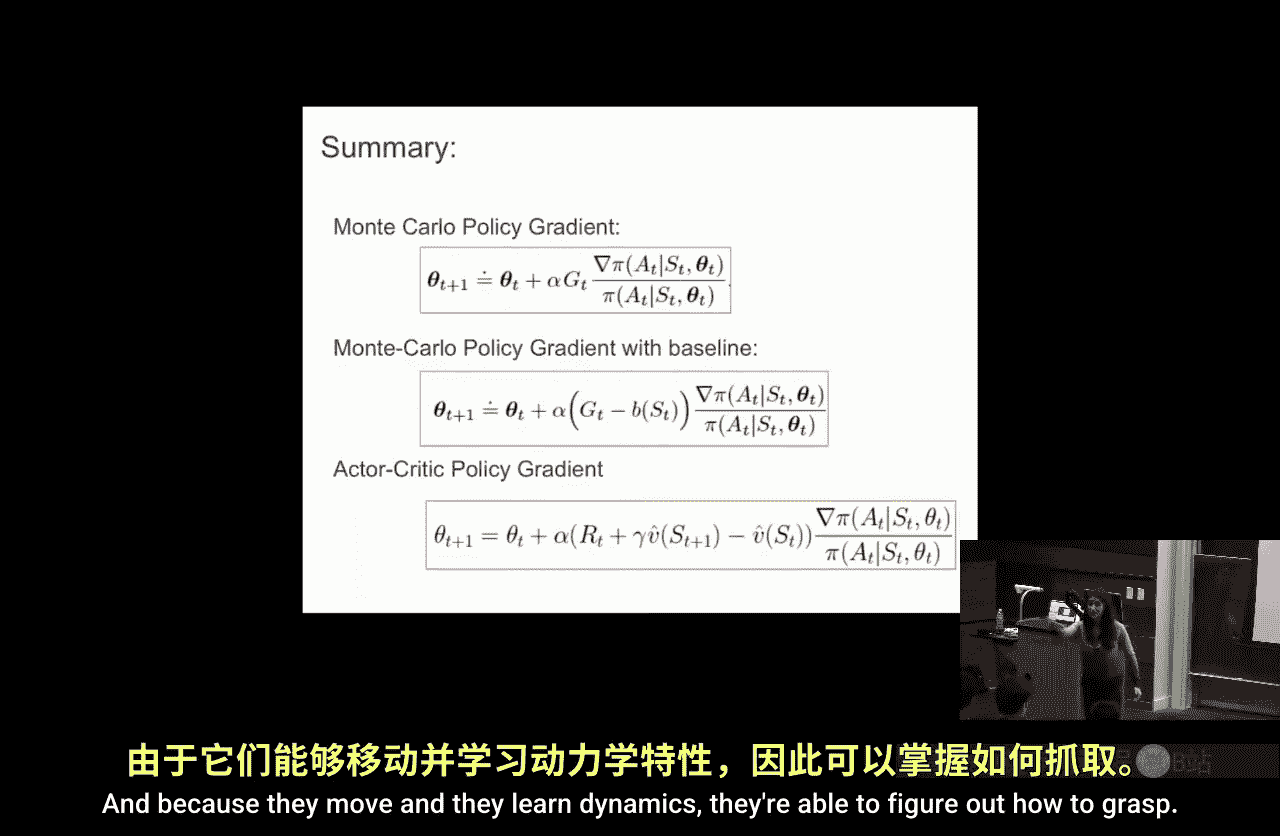 Summary:
Monte Carlo Policy Gradient:
θ_{t+1} ≐ θ_t + αG_t ∇π(A_t|S_t, θ_t) / π(A_t|S_t, θ_t).
Monte-Carlo Policy Gradient with baseline:
θ_{t+1} ≐ θ_t + α(G_t − b(S_t)) ∇π(A_t|S_t, θ_t) / π(A_t|S_t, θ_t)
Actor-Critic Policy Gradient
θ_{t+1} = θ_t + α(R_t + γv̂(S_{t+1}) − v̂(S_t)) ∇π(A_t|S_t, θ_t) / π(A_t|S_t, θ_t)
由于它们能够移动并学习动力学特性，因此可以掌握如何抓取。
And because they move and they learn dynamics, they're able to figure out how to grasp.